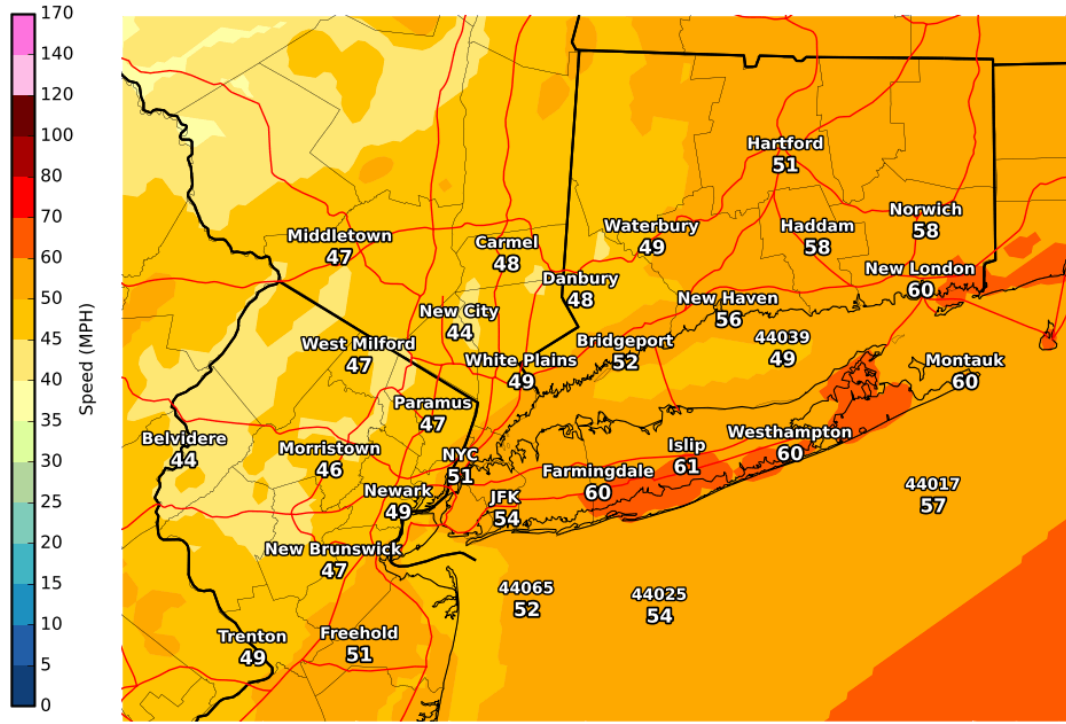 170
140
120
100
80
70
60
50
45
40
35
30
25
20
15
10
5
0
Speed (MPH)
Hartford
51
Norwich
58
Haddam
58
Waterbury
49
Middletown
47
Carmel
48
New London
60
Danbury
48
New Haven
56
New City
44
44039
49
Bridgeport
52
West Milford
47
White Plains
49
Montauk
60
Paramus
47
Belvidere
44
Morristown
46
NYC
51
Islip
61
Westhampton
60
Farmingdale
60
Newark
49
JFK
54
44017
57
New Brunswick
47
44065
52
44025
54
Trenton
49
Freehold
51